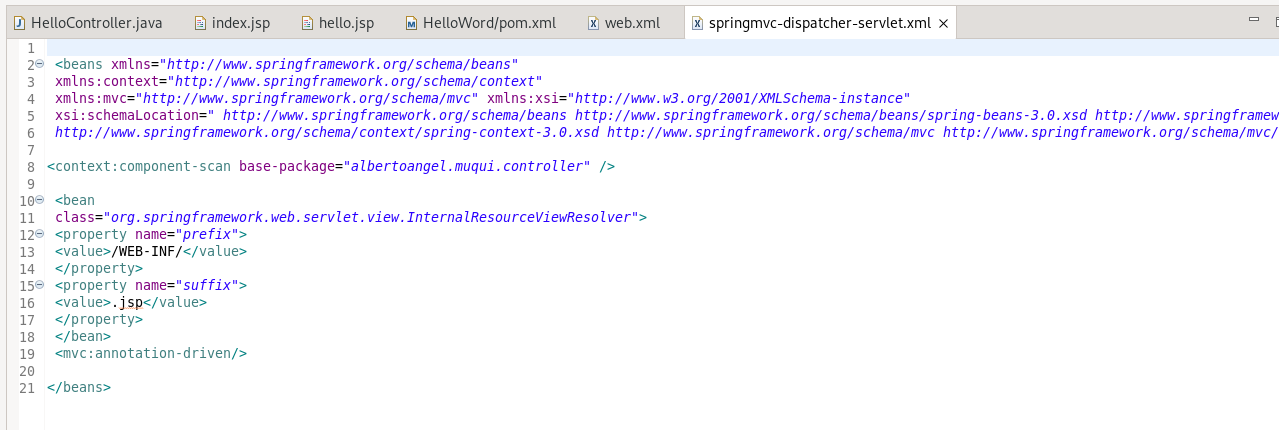 HelloController.java index.jsp hello.jsp HelloWord/pom.xml web.xml springmvc-dispatcher-servlet.xml
1
2 <beans xmlns="http://www.springframework.org/schema/beans"
3 xmlns:context="http://www.springframework.org/schema/context"
4 xmlns:mvc="http://www.springframework.org/schema/mvc" xmlns:xsi="http://www.w3.org/2001/XMLSchema-instance"
5 xsi:schemaLocation=" http://www.springframework.org/schema/beans http://www.springframework.org/schema/beans/spring-beans-3.0.xsd http://www.springframew
6 http://www.springframework.org/schema/context/spring-context-3.0.xsd http://www.springframework.org/schema/mvc http://www.springframework.org/schema/mvc/
7
8 <context:component-scan base-package="albertoangel.muqui.controller" />
9
10 <bean
11 class="org.springframework.web.servlet.view.InternalResourceViewResolver">
12 <property name="prefix">
13 <value>/WEB-INF/</value>
14 </property>
15 <property name="suffix">
16 <value>.jsp</value>
17 </property>
18 </bean>
19 <mvc:annotation-driven/>
20
21 </beans>